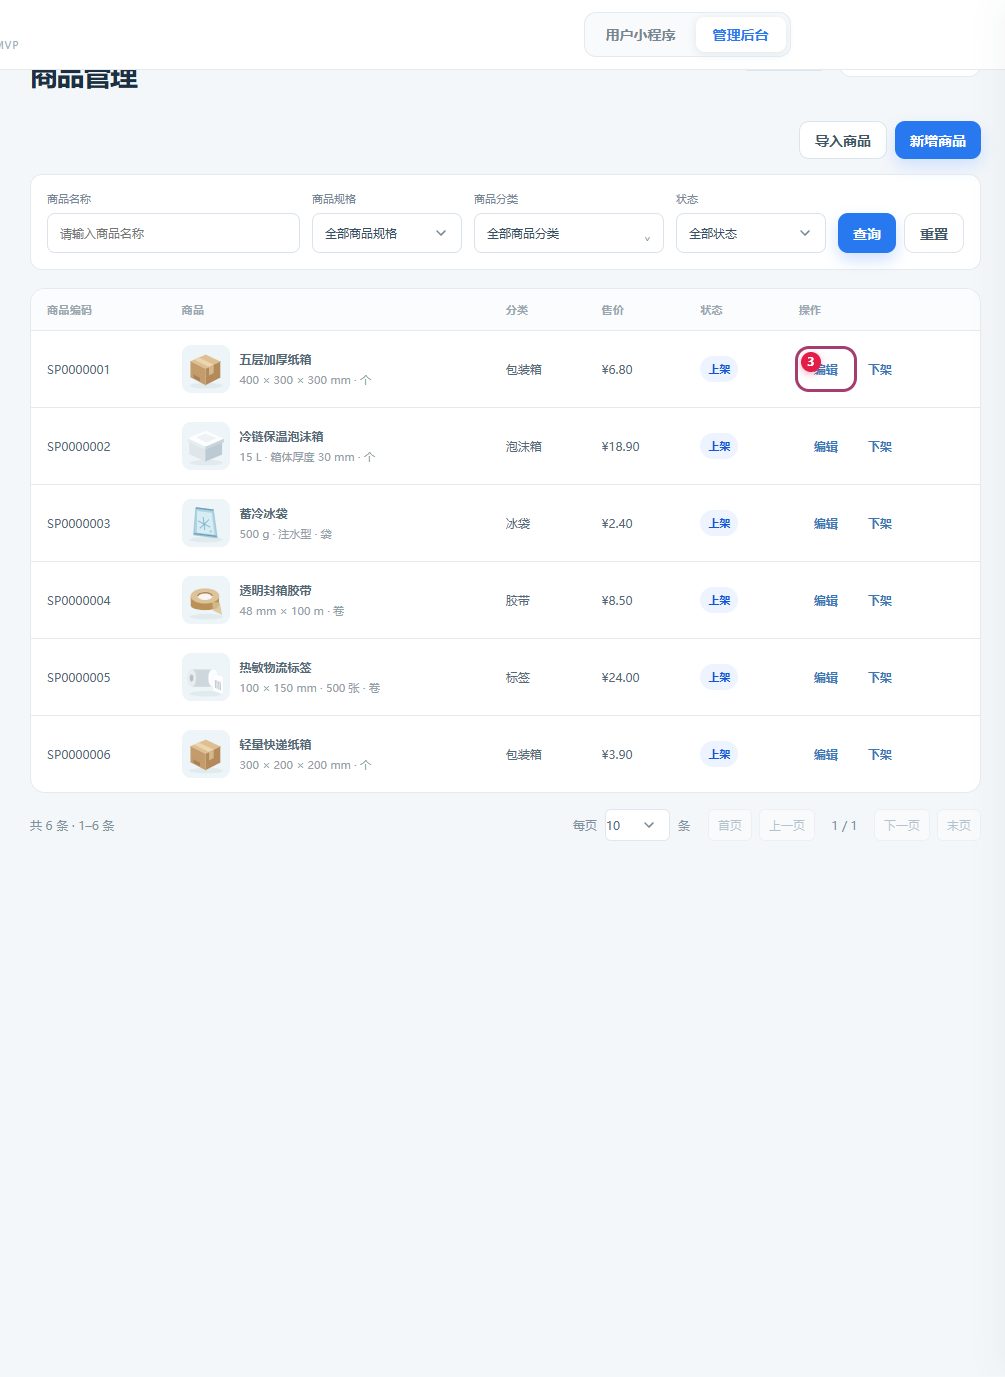 MVP
用户小程序 管理后台
商品管理
导入商品 新增商品
商品名称 商品规格 商品分类 状态
请输入商品名称 全部商品规格 全部商品分类 全部状态 查询 重置
商品编码 商品 分类 售价 状态 操作
SP0000001 五层加厚纸箱 包装箱 ¥6.80 上架 3 编辑 下架
400 × 300 × 300 mm · 个
SP0000002 冷链保温泡沫箱 泡沫箱 ¥18.90 上架 编辑 下架
15 L · 箱体厚度 30 mm · 个
SP0000003 蓄冷冰袋 冰袋 ¥2.40 上架 编辑 下架
500 g · 注水型 · 袋
SP0000004 透明封箱胶带 胶带 ¥8.50 上架 编辑 下架
48 mm × 100 m · 卷
SP0000005 热敏物流标签 标签 ¥24.00 上架 编辑 下架
100 × 150 mm · 500 张 · 卷
SP0000006 轻量快递纸箱 包装箱 ¥3.90 上架 编辑 下架
300 × 200 × 200 mm · 个
共 6 条 · 1–6 条 每页 10 条 首页 上一页 1 / 1 下一页 末页